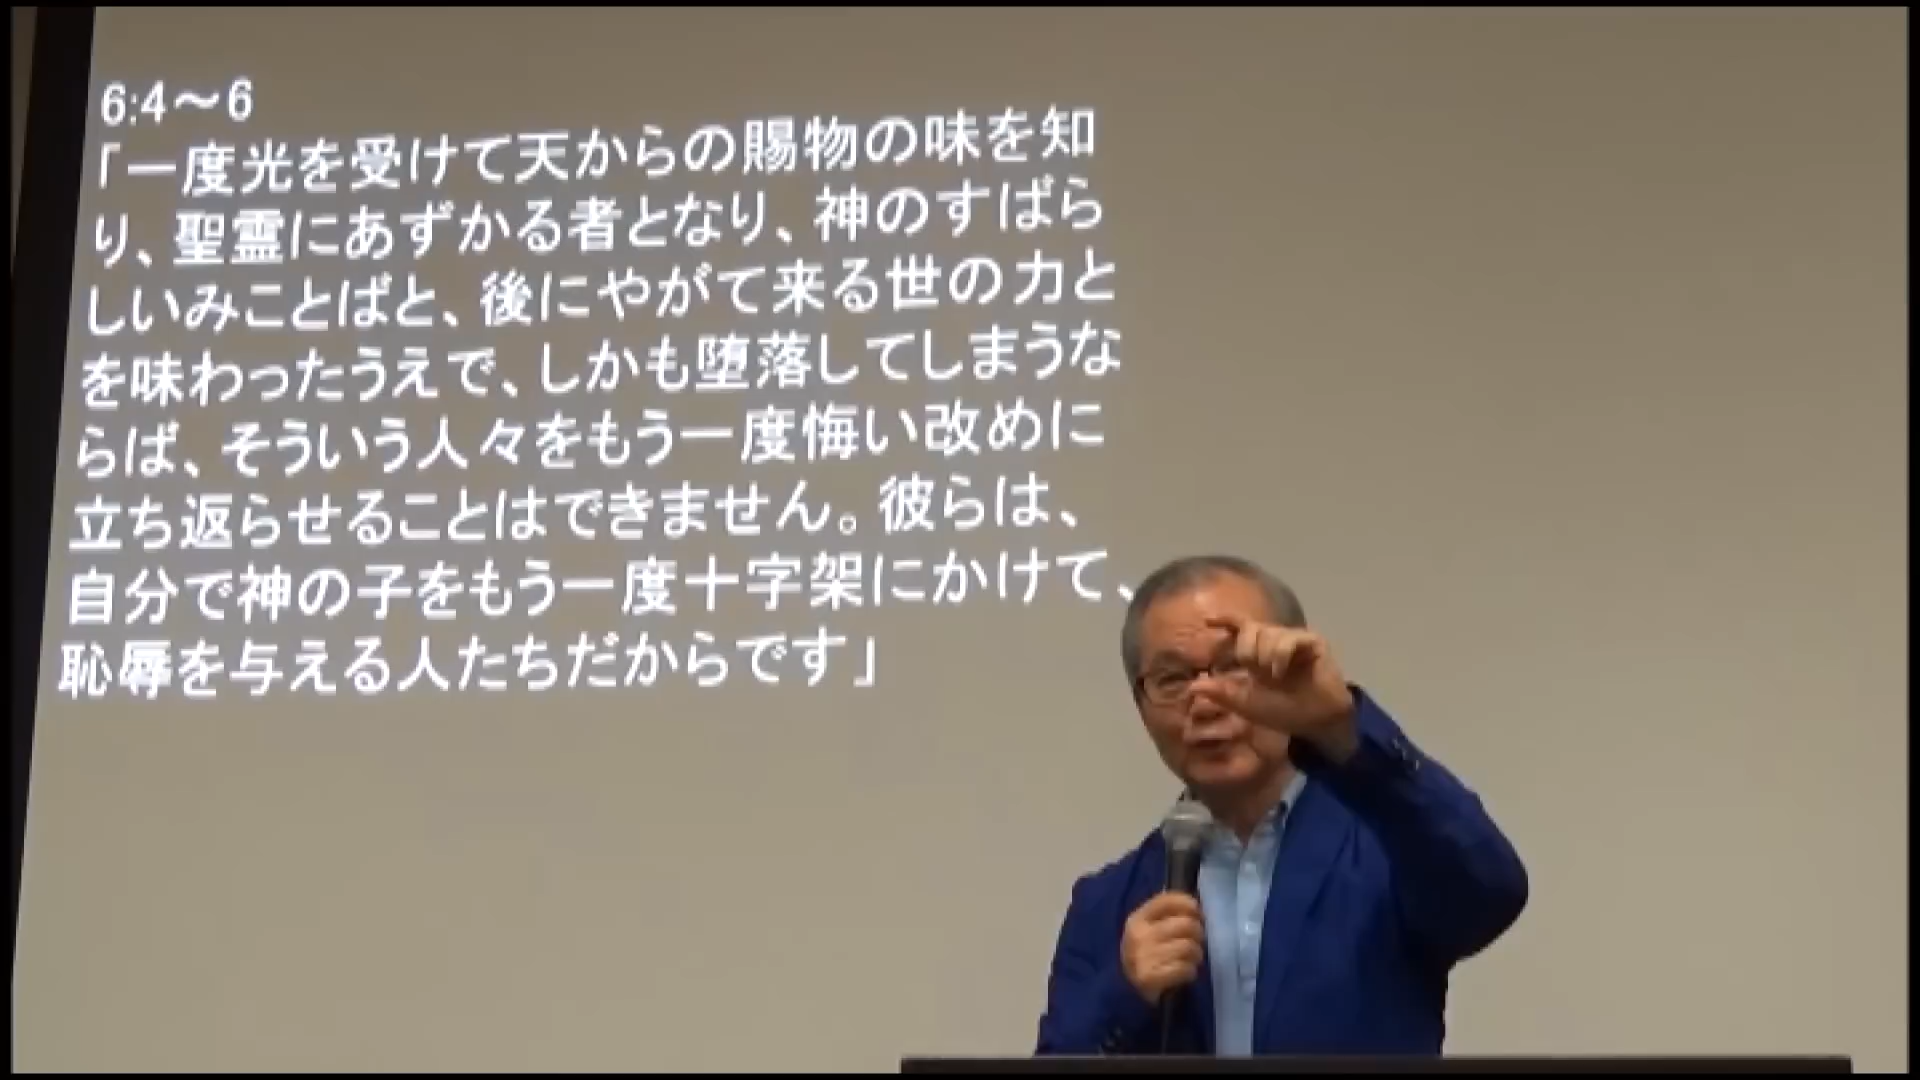 6:4～6
「一度光を受けて天からの賜物の味を知
り、聖霊にあずかる者となり、神のすばら
しいみことばと、後にやがて来る世の力と
を味わったうえで、しかも堕落してしまうな
らば、そういう人々をもう一度悔い改めに
立ち返らせることはできません。彼らは、
自分で神の子をもう一度十字架にかけて、
恥辱を与える人たちだからです」